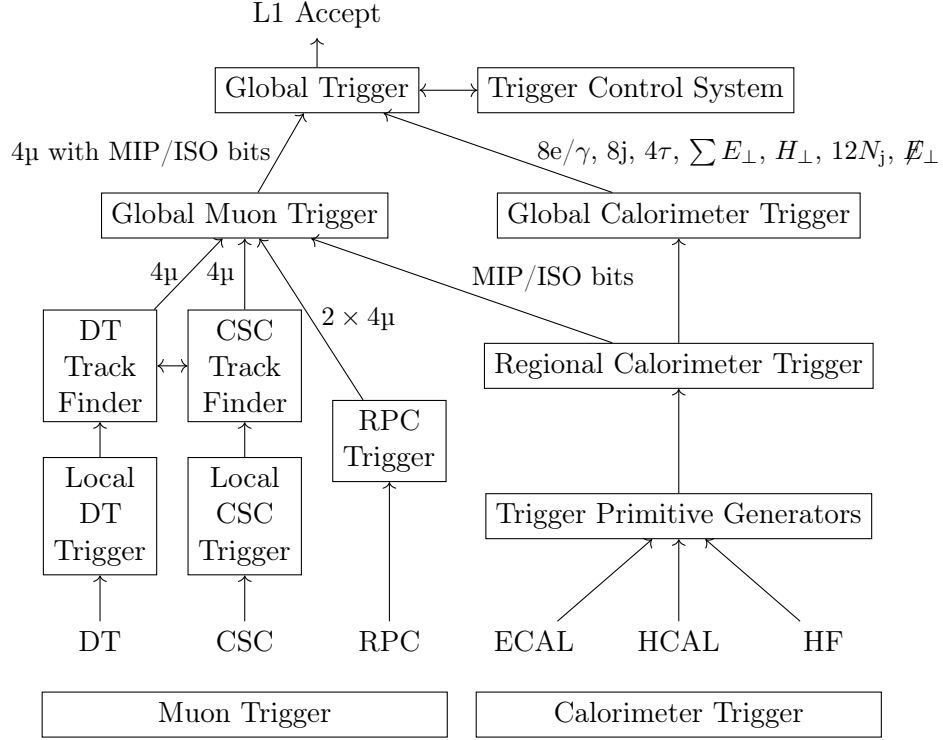 L1 Accept
Global Trigger
Trigger Control System
4µ with MIP/ISO bits
8e/γ, 8j, 4τ, ∑ E⊥, H⊥, 12Nj, E̸⊥
Global Muon Trigger
Global Calorimeter Trigger
4µ
4µ
MIP/ISO bits
2 × 4µ
DT
Track
Finder
CSC
Track
Finder
Regional Calorimeter Trigger
RPC
Trigger
Local
DT
Trigger
Local
CSC
Trigger
Trigger Primitive Generators
DT
CSC
RPC
ECAL
HCAL
HF
Muon Trigger
Calorimeter Trigger